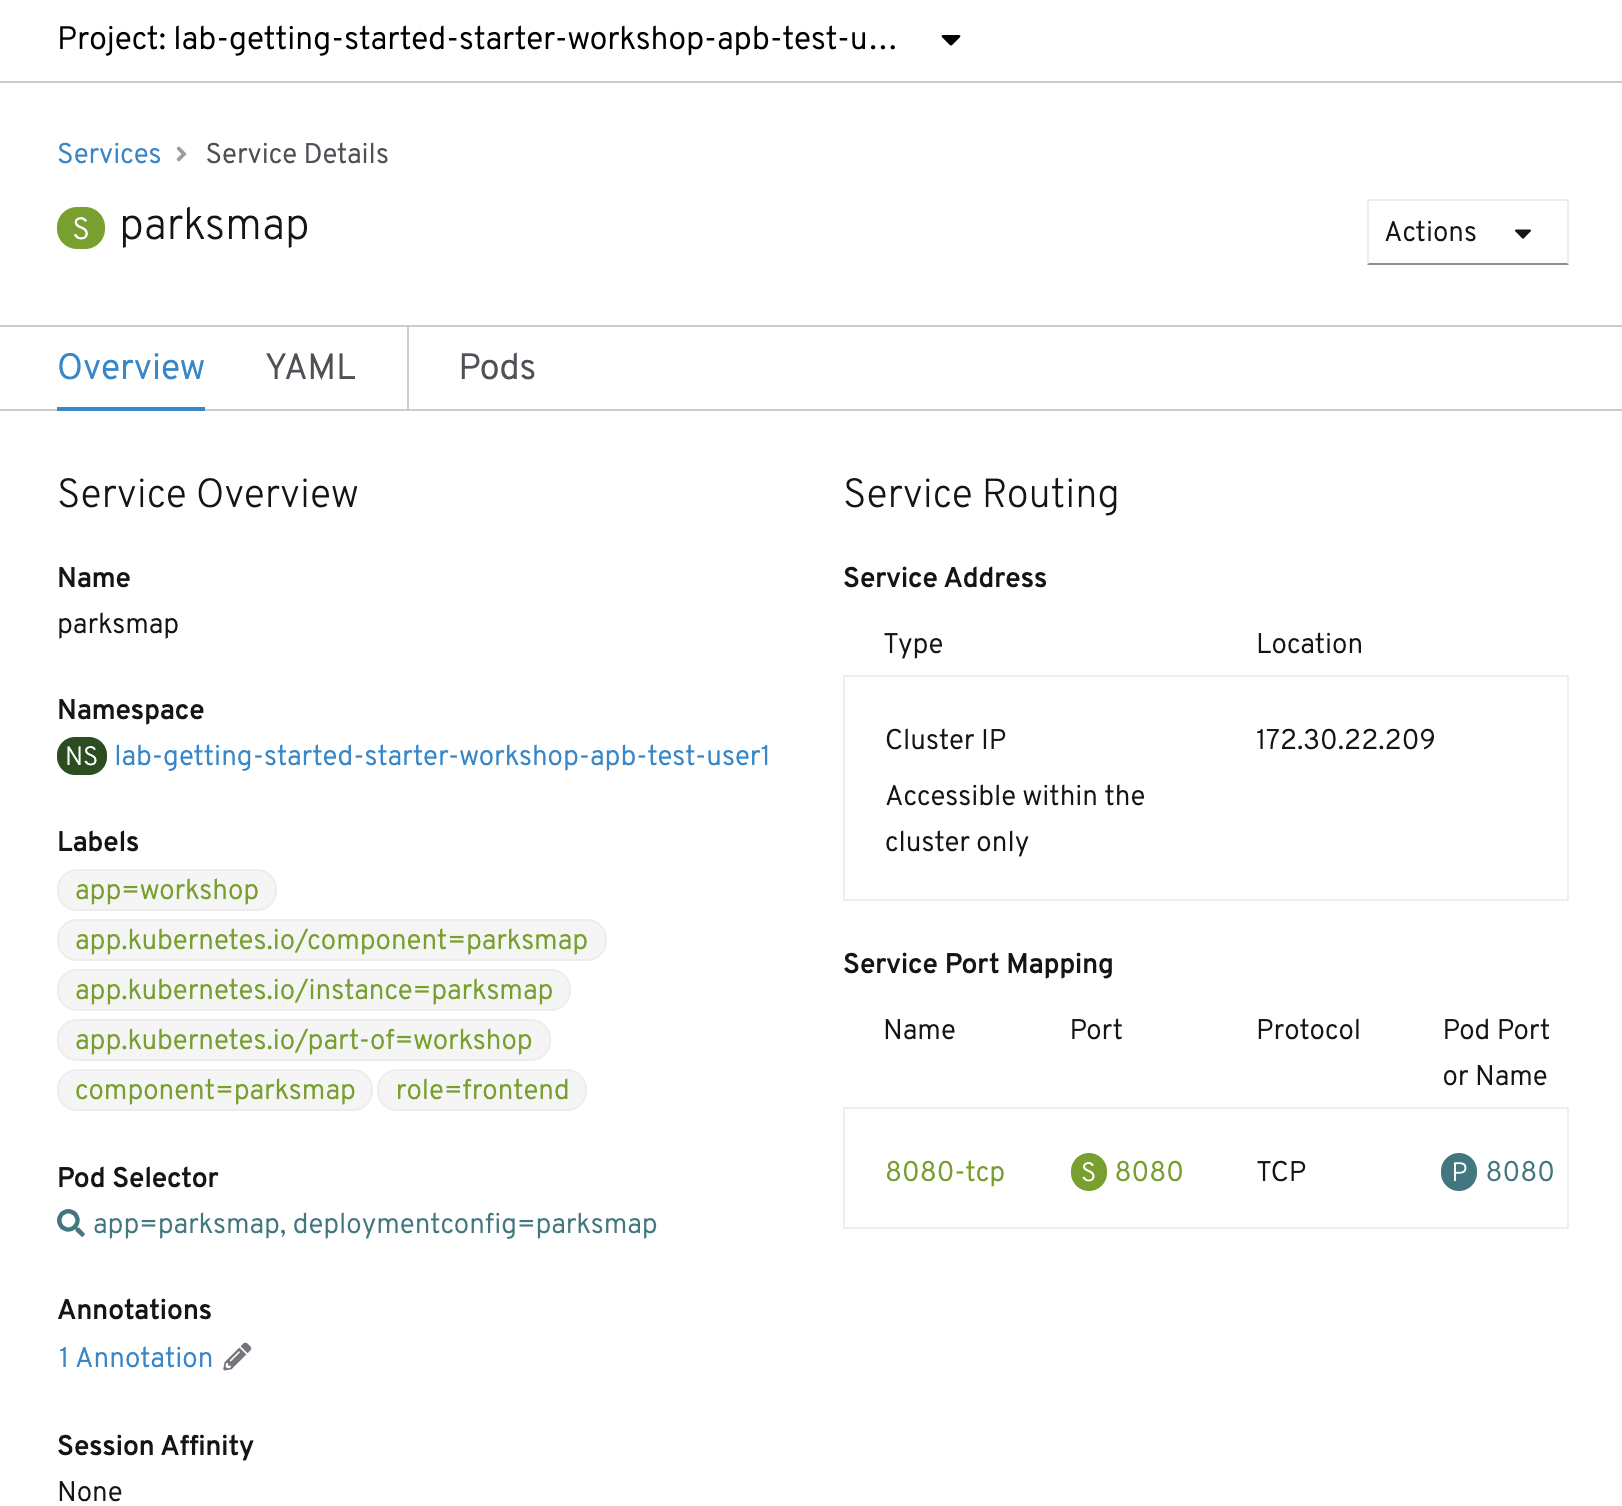 Project: lab-getting-started-starter-workshop-apb-test-u...
Services > Service Details
S parksmap
Actions
Overview YAML Pods
Service Overview
Name
parksmap
Namespace
NS lab-getting-started-starter-workshop-apb-test-user1
Labels
app=workshop
app.kubernetes.io/component=parksmap
app.kubernetes.io/instance=parksmap
app.kubernetes.io/part-of=workshop
component=parksmap role=frontend
Pod Selector
app=parksmap, deploymentconfig=parksmap
Annotations
1 Annotation
Session Affinity
None
Service Routing
Service Address
Type Location
Cluster IP 172.30.22.209
Accessible within the
cluster only
Service Port Mapping
Name Port Protocol Pod Port
or Name
8080-tcp S 8080 TCP P 8080